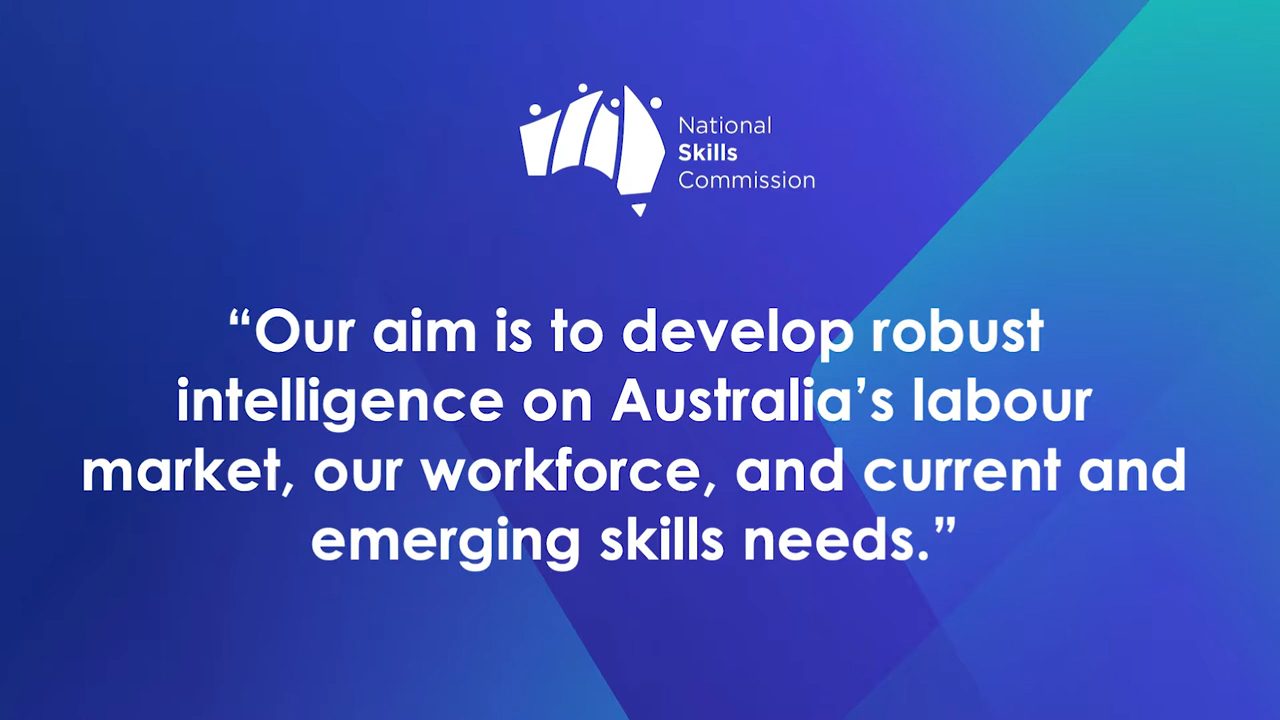 National
Skills
Commission
“Our aim is to develop robust
intelligence on Australia’s labour
market, our workforce, and current and
emerging skills needs.”